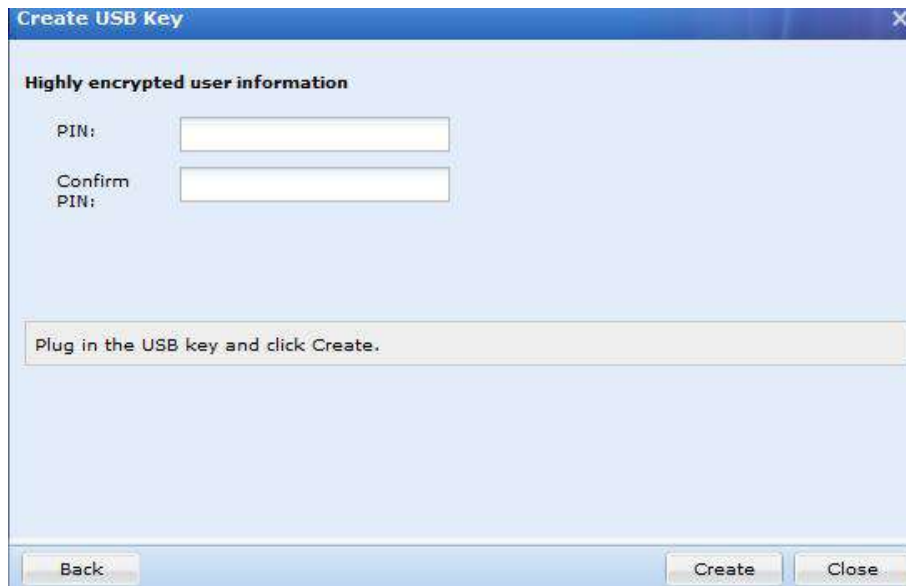 Create USB Key
Highly encrypted user information
PIN:
Confirm
PIN:
Plug in the USB key and click Create.
Back
Create
Close